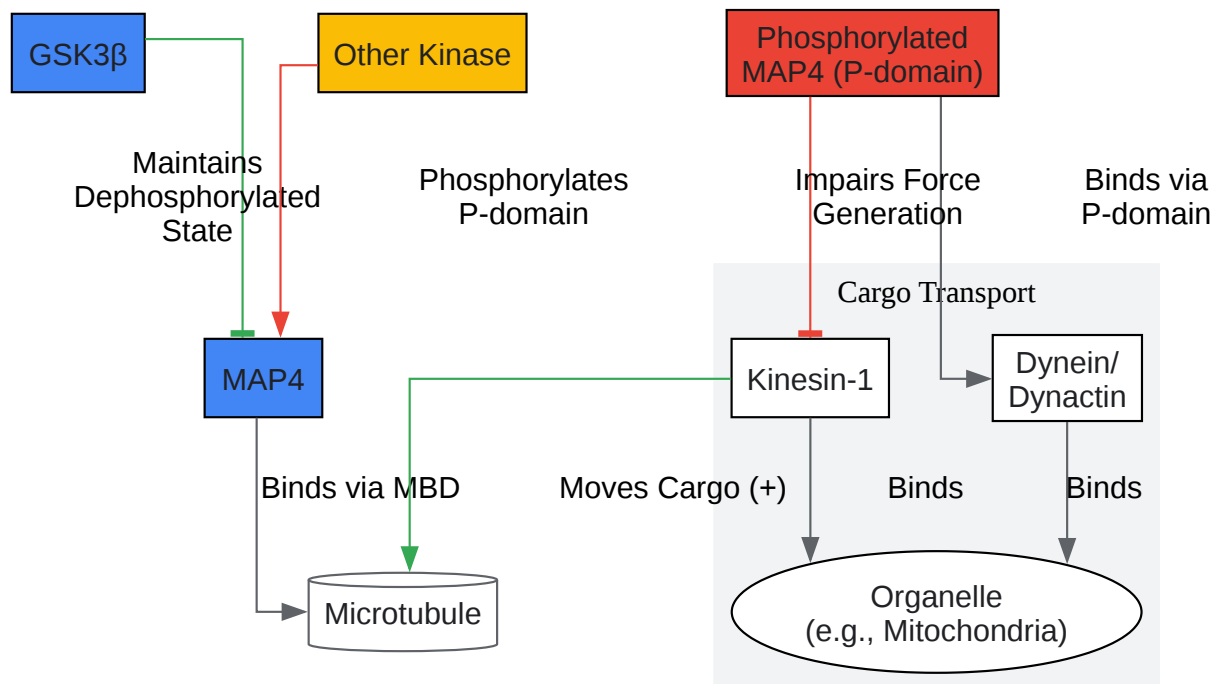 GSK3β
Other Kinase
Phosphorylated
MAP4 (P-domain)
Maintains
Dephosphorylated
State
Phosphorylates
P-domain
Impairs Force
Generation
Binds via
P-domain
Cargo Transport
MAP4
Kinesin-1
Dynein/
Dynactin
Binds via MBD
Moves Cargo (+)
Binds
Binds
Microtubule
Organelle
(e.g., Mitochondria)